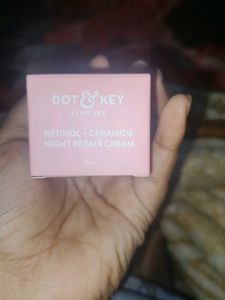 DOT & KEY
SKINCARE
RETINOL + CERAMIDE
NIGHT REPAIR CREAM